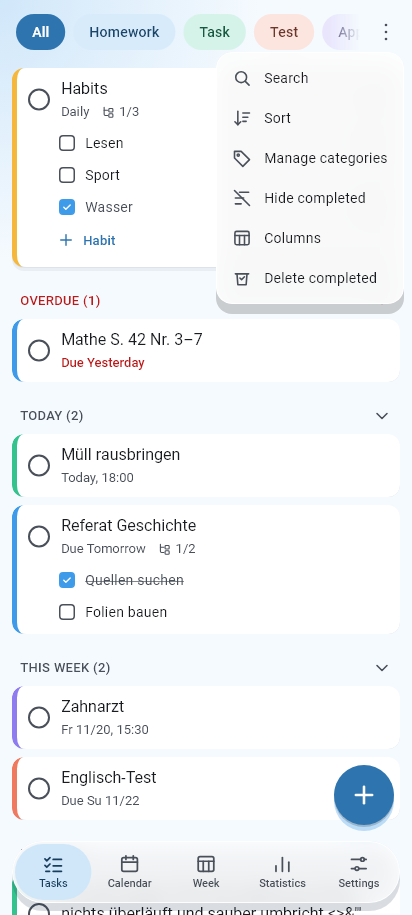 All Homework Task Test
Search
Sort
Manage categories
Hide completed
Columns
Delete completed
Habits
Daily 1/3
Lesen
Sport
Wasser
+ Habit
OVERDUE (1)
Mathe S. 42 Nr. 3–7
Due Yesterday
TODAY (2)
Müll rausbringen
Today, 18:00
Referat Geschichte
Due Tomorrow 1/2
Quellen suchen
Folien bauen
THIS WEEK (2)
Zahnarzt
Fr 11/20, 15:30
Englisch-Test
Due Su 11/22
Tasks Calendar Week Statistics Settings
nichts überläuft und sauber umbricht